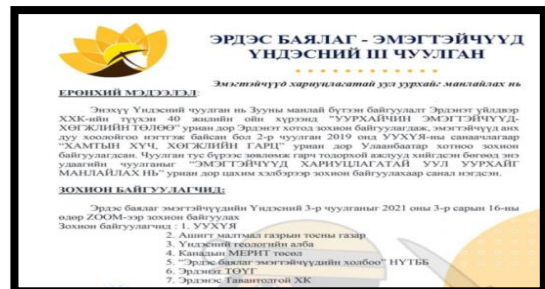 ЭРДЭС БАЯЛАГ - ЭМЭГТЭЙЧҮҮД
ҮНДЭСНИЙ III ЧУУЛГАН
Эмэгтэйчүүд хариуцлагатай уул уурхайг манлайлах нь
ЕРӨНХИЙ МЭДЭЭЛЭЛ:
Энэхүү Үндэсний чуулган нь Зууны манлай бүтээн байгуулалт Эрдэнэт үйлдвэр
ХХК-ийн түүхэн 40 жилийн ойн хүрээнд "УУРХАЙЧИН ЭМЭГТЭЙЧҮҮД-
ХӨГЖЛИЙН ТӨЛӨӨ" уриан дор Эрдэнэт хотод зохион байгуулагдаж, эмэгтэйчүүд анх
дуу хоолойгоо нэгтгэж байсан бол 2-р чуулган 2019 онд УУХҮЯ-ны санаачлагаар
"ХАМТЫН ХҮЧ, ХӨГЖЛИЙН ГАРЦ" уриан дор Улаанбаатар хотноо зохион
байгуулагдсан. Чуулган тус бүрээс зөвлөмж гарч тодорхой ажлууд хийгдсэн бөгөөд энэ
удаагийн чуулганыг "ЭМЭГТЭЙЧҮҮД ХАРИУЦЛАГАТАЙ УУЛ УУРХАЙГ
МАНЛАЙЛАХ НЬ" уриан дор цахим хэлбэрээр зохион байгуулахаар санал нэгдсэн.
ЗОХИОН БАЙГУУЛАГЧИД:
Эрдэс баялаг эмэгтэйчүүдийн Үндэсний 3-р чуулганыг 2021 оны 3-р сарын 16-ны
өдөр ZOOM-ээр зохион байгуулах
Зохион байгуулагчид : 1. УУХҮЯ
2. Ашигт малтмал газрын тосны газар
3. Үндэсний геологийн алба
4. Канадын МЕРИТ төсөл
5. "Эрдэс баялаг эмэгтэйчүүдийн холбоо" НҮТББ
6. Эрдэнэт ТӨҮГ
7. Эрдэнэс Тавантолгой ХК